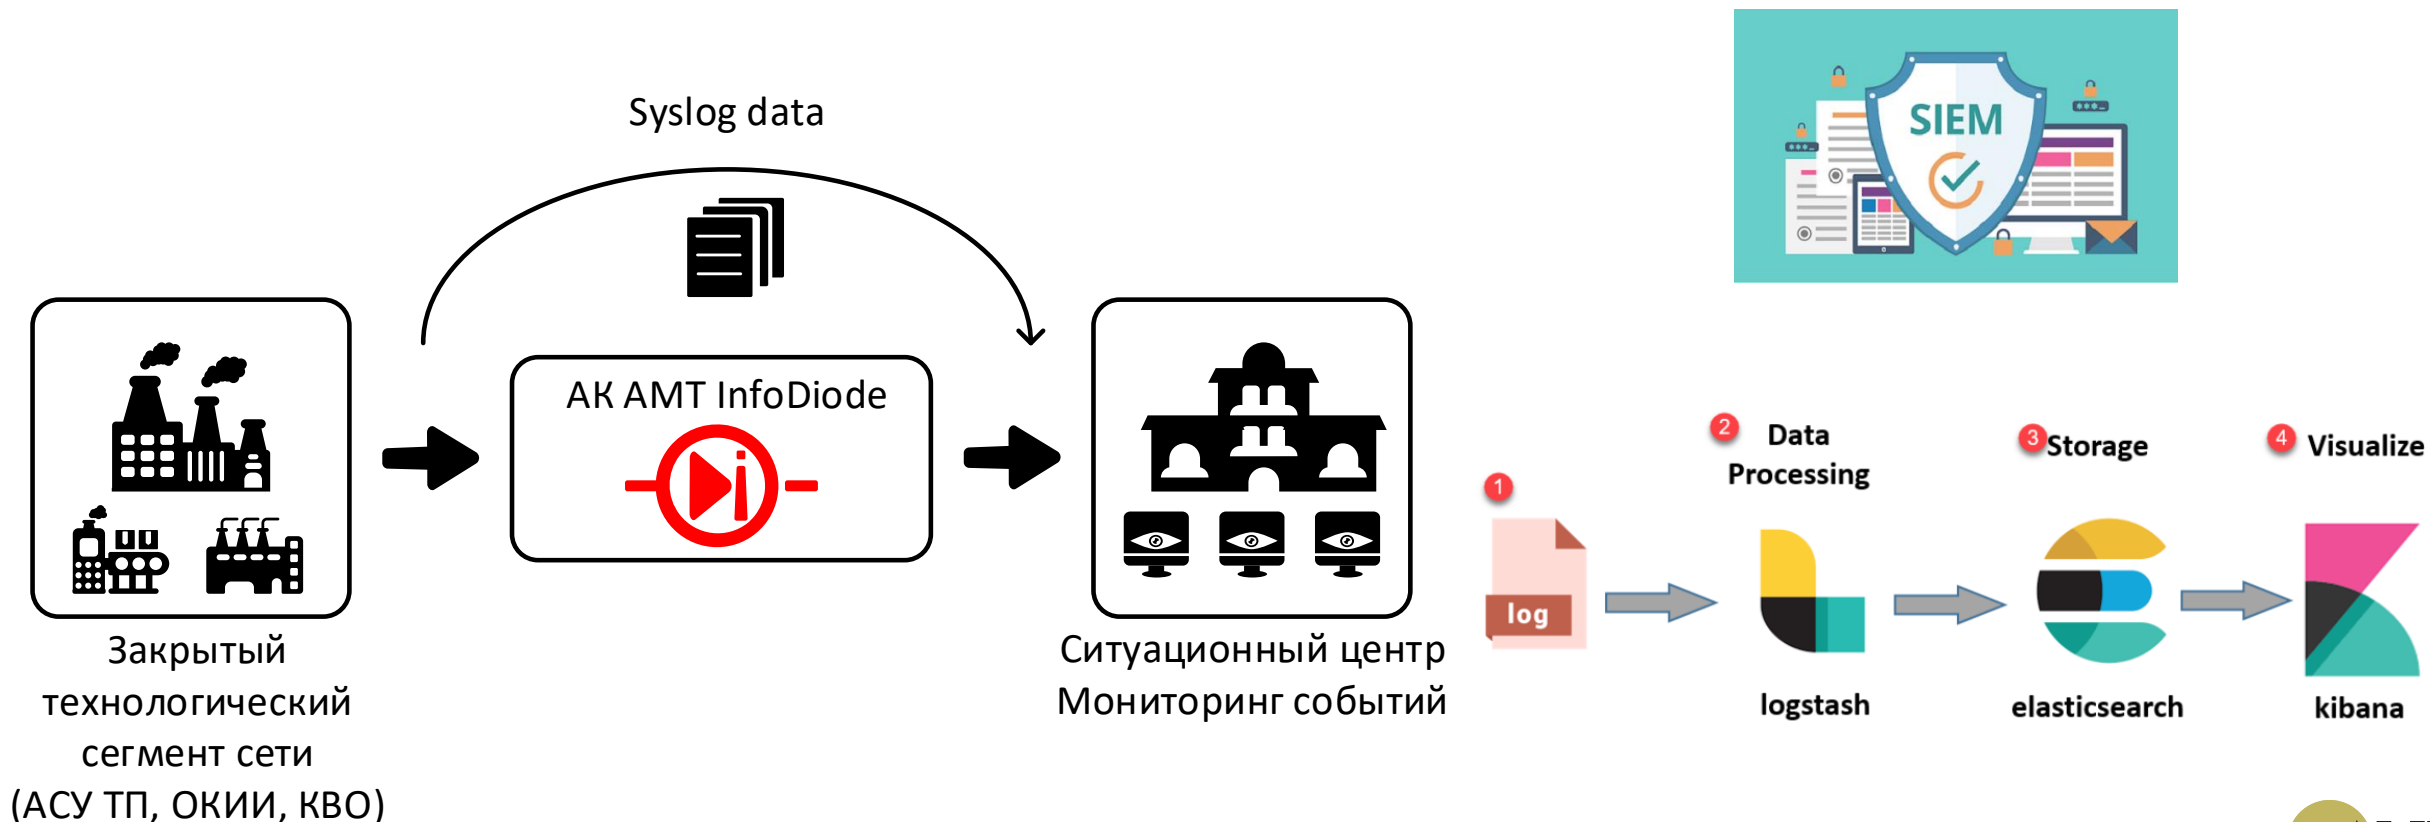 Syslog data
АК АМТ InfoDiode
Закрытый
технологический
сегмент сети
(АСУ ТП, ОКИИ, КВО)
Ситуационный центр
Мониторинг событий
SIEM
1
log
2
Data
Processing
logstash
3
Storage
elasticsearch
4
Visualize
kibana